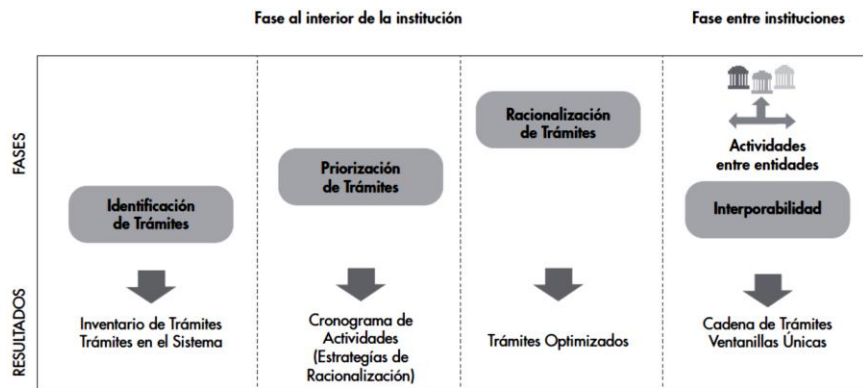 Fase al interior de la institución
Fase entre instituciones
FASES
Identificación
de Trámites
Priorización
de Trámites
Racionalización
de Trámites
Actividades
entre entidades
Interporabilidad
RESULTADOS
Inventario de Trámites
Trámites en el Sistema
Cronograma de
Actividades
(Estrategías de
Racionalización)
Trámites Optimizados
Cadena de Trámites
Ventanillas Únicas